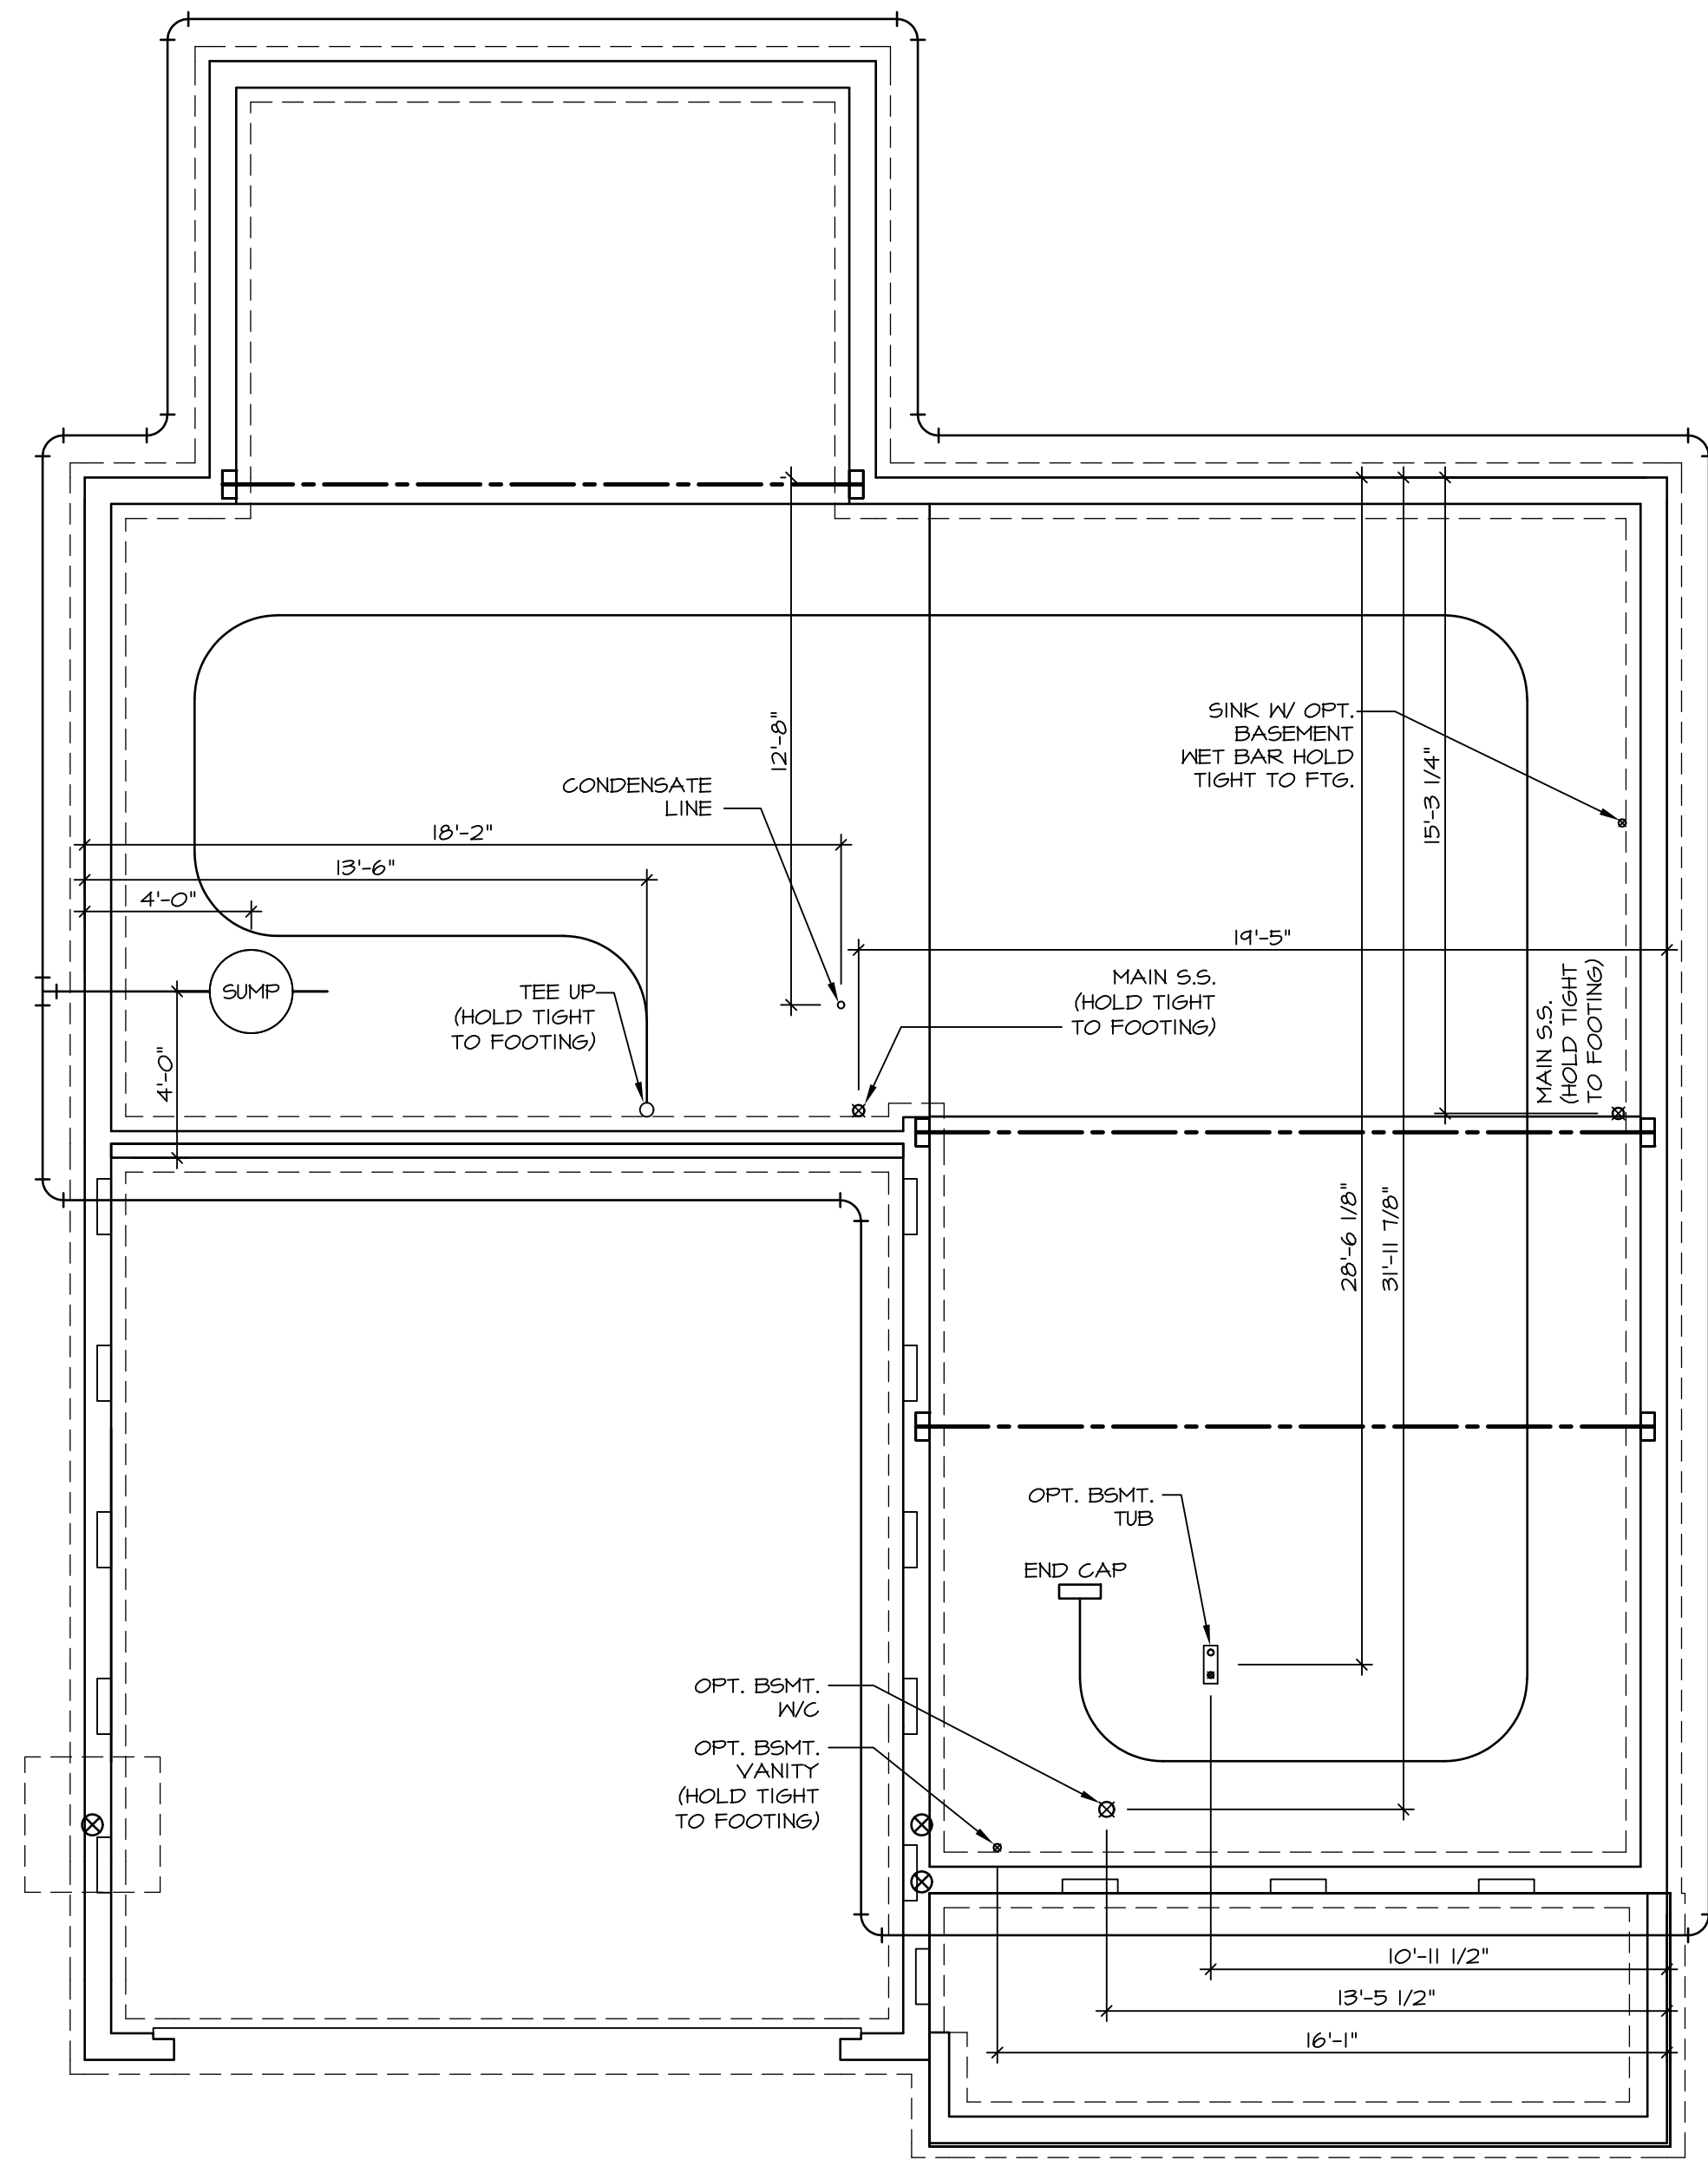 SINK W/ OPT.
BASEMENT
WET BAR HOLD
TIGHT TO FTG.
12'-8"
15'-3 1/4"
CONDENSATE
LINE
18'-2"
13'-6"
4'-0"
19'-5"
SUMP
TEE UP
(HOLD TIGHT
TO FOOTING)
MAIN S.S.
(HOLD TIGHT
TO FOOTING)
MAIN S.S.
(HOLD TIGHT
TO FOOTING)
4'-0"
28'-6 1/8"
31'-11 7/8"
OPT. BSMT.
TUB
END CAP
OPT. BSMT.
W/C
OPT. BSMT.
VANITY
(HOLD TIGHT
TO FOOTING)
10'-11 1/2"
13'-5 1/2"
16'-1"